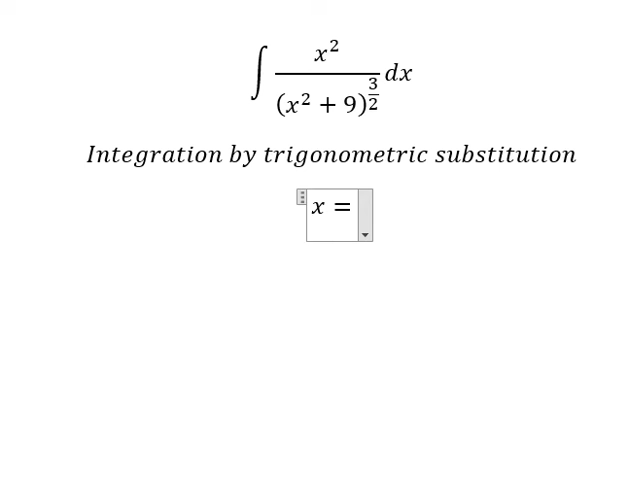 ∫ x² / (x² + 9)^(3/2) dx
Integration by trigonometric substitution
x =